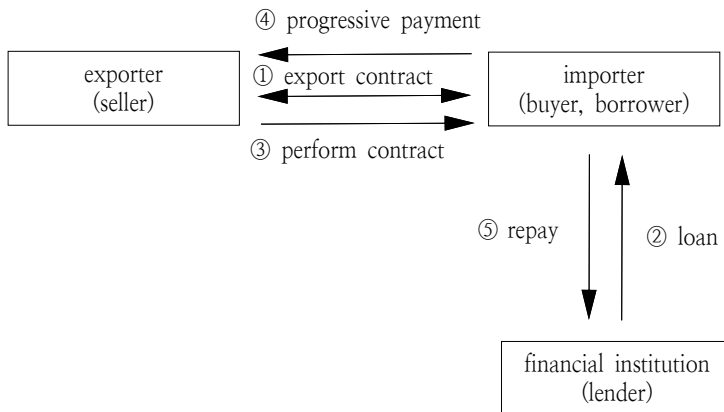 ④ progressive payment
exporter
(seller)
① export contract
importer
(buyer, borrower)
③ perform contract
⑤ repay
② loan
financial institution
(lender)